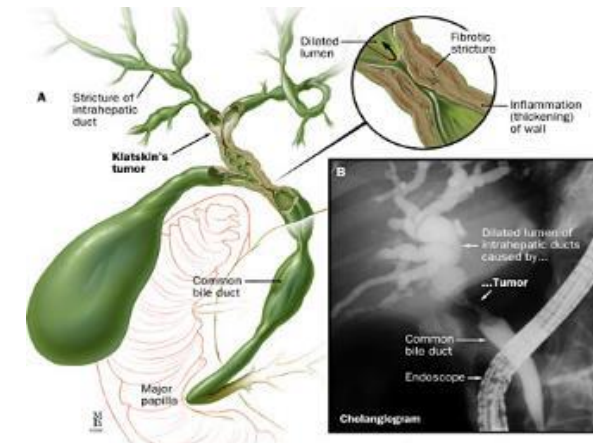 A
Stricture of
intrahepatic
duct
Klatskin's
tumor
Dilated
lumen
Fibrotic
stricture
Inflammation
(thickening)
of wall
Common
bile duct
Major
papilla
B
Dilated lumen of
intrahepatic ducts
caused by...
...Tumor
Common
bile duct
Endoscope
Cholangiogram